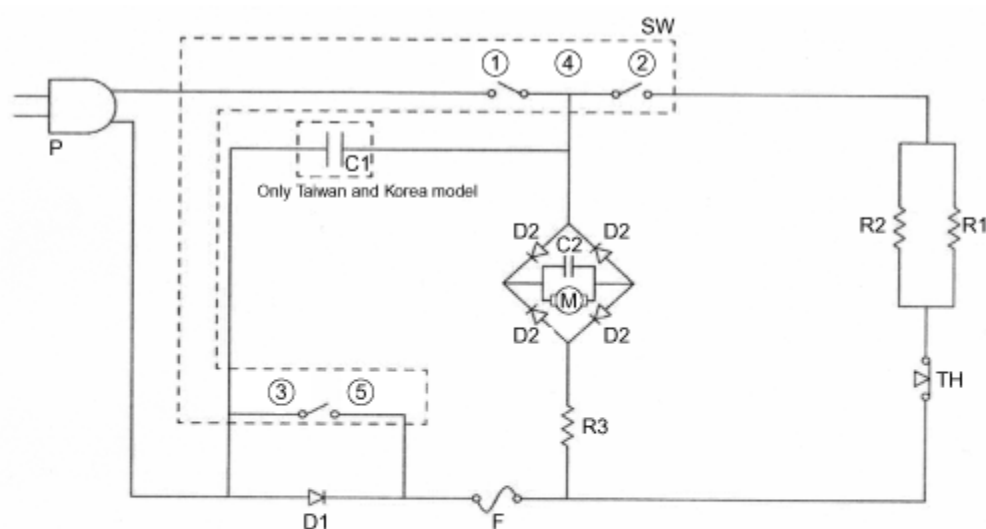 SW
① ④ ②
P
C1
Only Taiwan and Korea model
R2 R1
D2 D2
C2
M
D2 D2
TH
③ ⑤
R3
D1 F